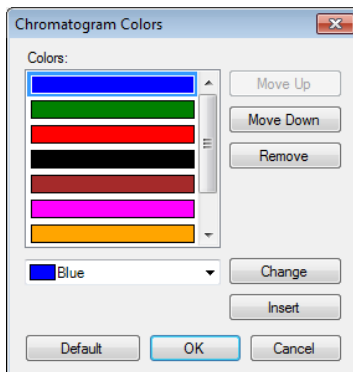 Chromatogram Colors
Colors:
Move Up
Move Down
Remove
Blue
Change
Insert
Default
OK
Cancel